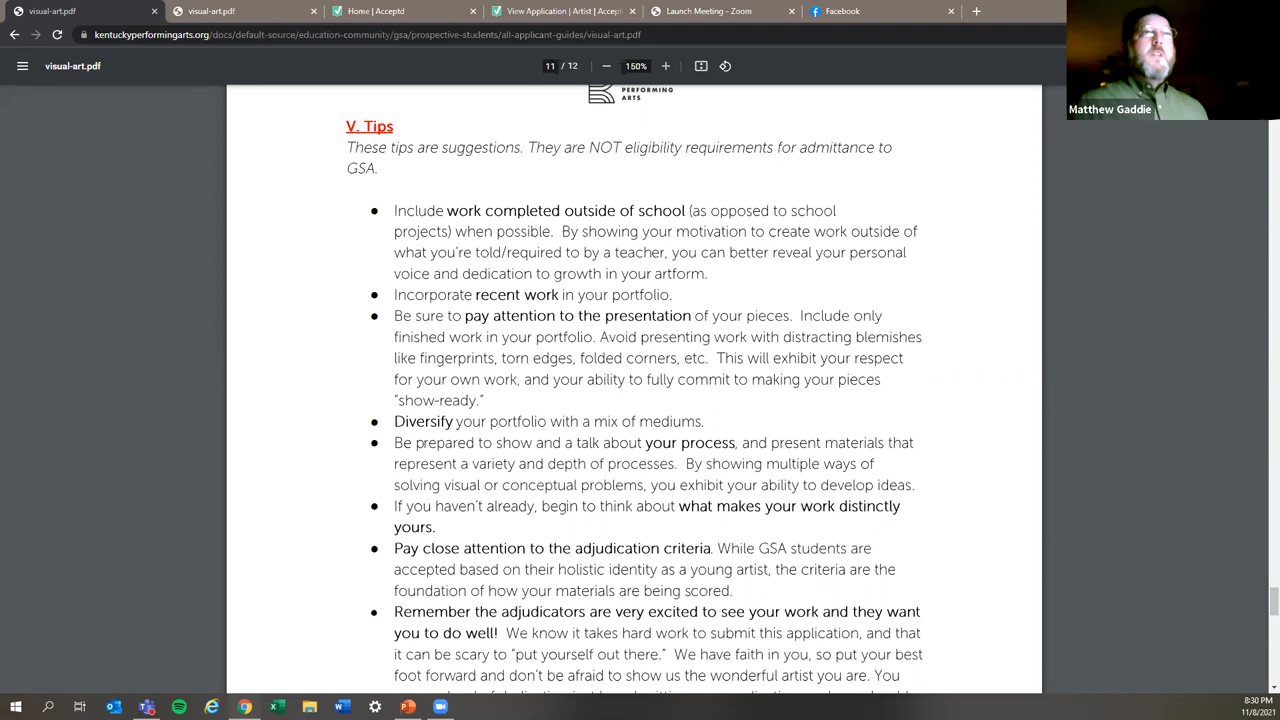 visual-art.pdf
visual-art.pdf
Home | Acceptd
View Application | Artist | Accept
Launch Meeting - Zoom
Facebook
kentuckyperformingarts.org/docs/default-source/education-community/gsa/prospective-students/all-applicant-guides/visual-art.pdf
visual-art.pdf
11 / 12
150%
Matthew Gaddie
PERFORMING
ARTS
V. Tips
These tips are suggestions. They are NOT eligibility requirements for admittance to
GSA.
● Include work completed outside of school (as opposed to school
projects) when possible.  By showing your motivation to create work outside of
what you're told/required to by a teacher, you can better reveal your personal
voice and dedication to growth in your artform.
● Incorporate recent work in your portfolio.
● Be sure to pay attention to the presentation of your pieces.  Include only
finished work in your portfolio. Avoid presenting work with distracting blemishes
like fingerprints, torn edges, folded corners, etc.  This will exhibit your respect
for your own work, and your ability to fully commit to making your pieces
"show-ready."
● Diversify your portfolio with a mix of mediums.
● Be prepared to show and a talk about your process, and present materials that
represent a variety and depth of processes.  By showing multiple ways of
solving visual or conceptual problems, you exhibit your ability to develop ideas.
● If you haven't already, begin to think about what makes your work distinctly
yours.
● Pay close attention to the adjudication criteria. While GSA students are
accepted based on their holistic identity as a young artist, the criteria are the
foundation of how your materials are being scored.
● Remember the adjudicators are very excited to see your work and they want
you to do well!  We know it takes hard work to submit this application, and that
it can be scary to "put yourself out there."  We have faith in you, so put your best
foot forward and don't be afraid to show us the wonderful artist you are. You
8:30 PM
11/8/2021